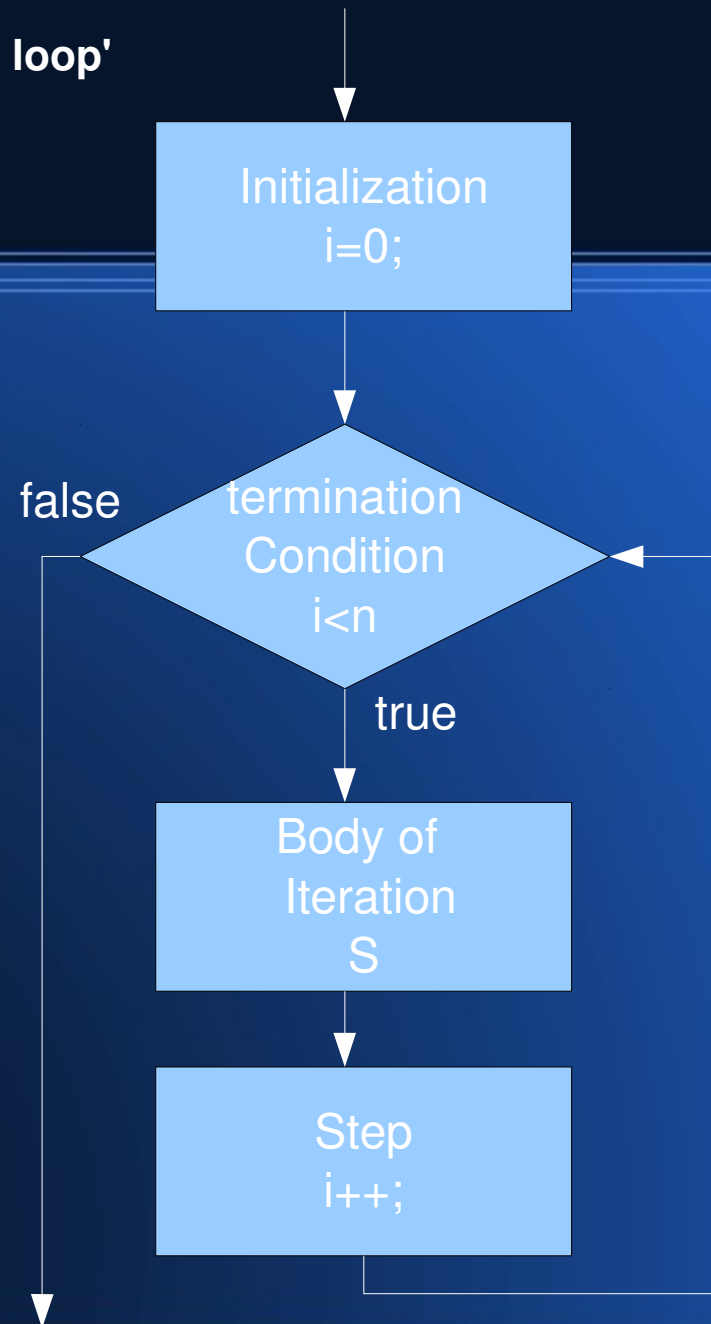 loop'
Initialization
i=0;
false
termination
Condition
i<n
true
Body of
Iteration
S
Step
i++;